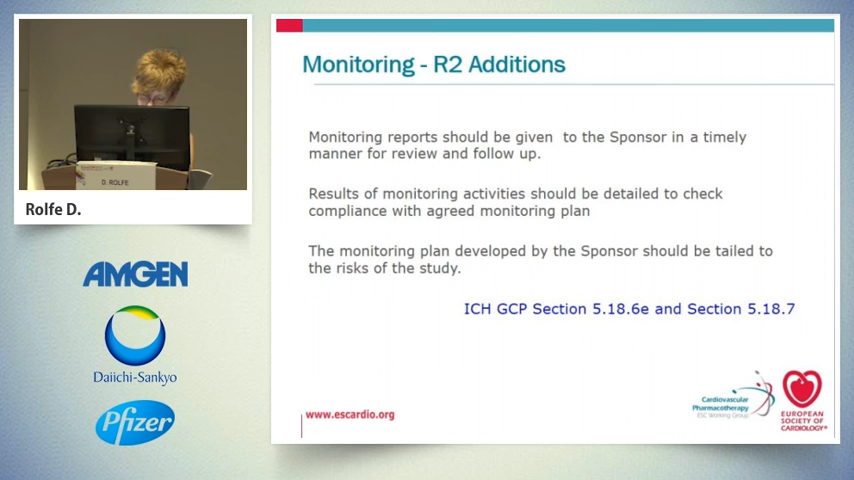 D. ROLFE
Rolfe D.
AMGEN
Daiichi-Sankyo
Pfizer
Monitoring - R2 Additions
Monitoring reports should be given to the Sponsor in a timely
manner for review and follow up.
Results of monitoring activities should be detailed to check
compliance with agreed monitoring plan
The monitoring plan developed by the Sponsor should be tailed to
the risks of the study.
ICH GCP Section 5.18.6e and Section 5.18.7
www.escardio.org
Cardiovascular
Pharmacotherapy
ESC Working Group
EUROPEAN
SOCIETY OF
CARDIOLOGY®